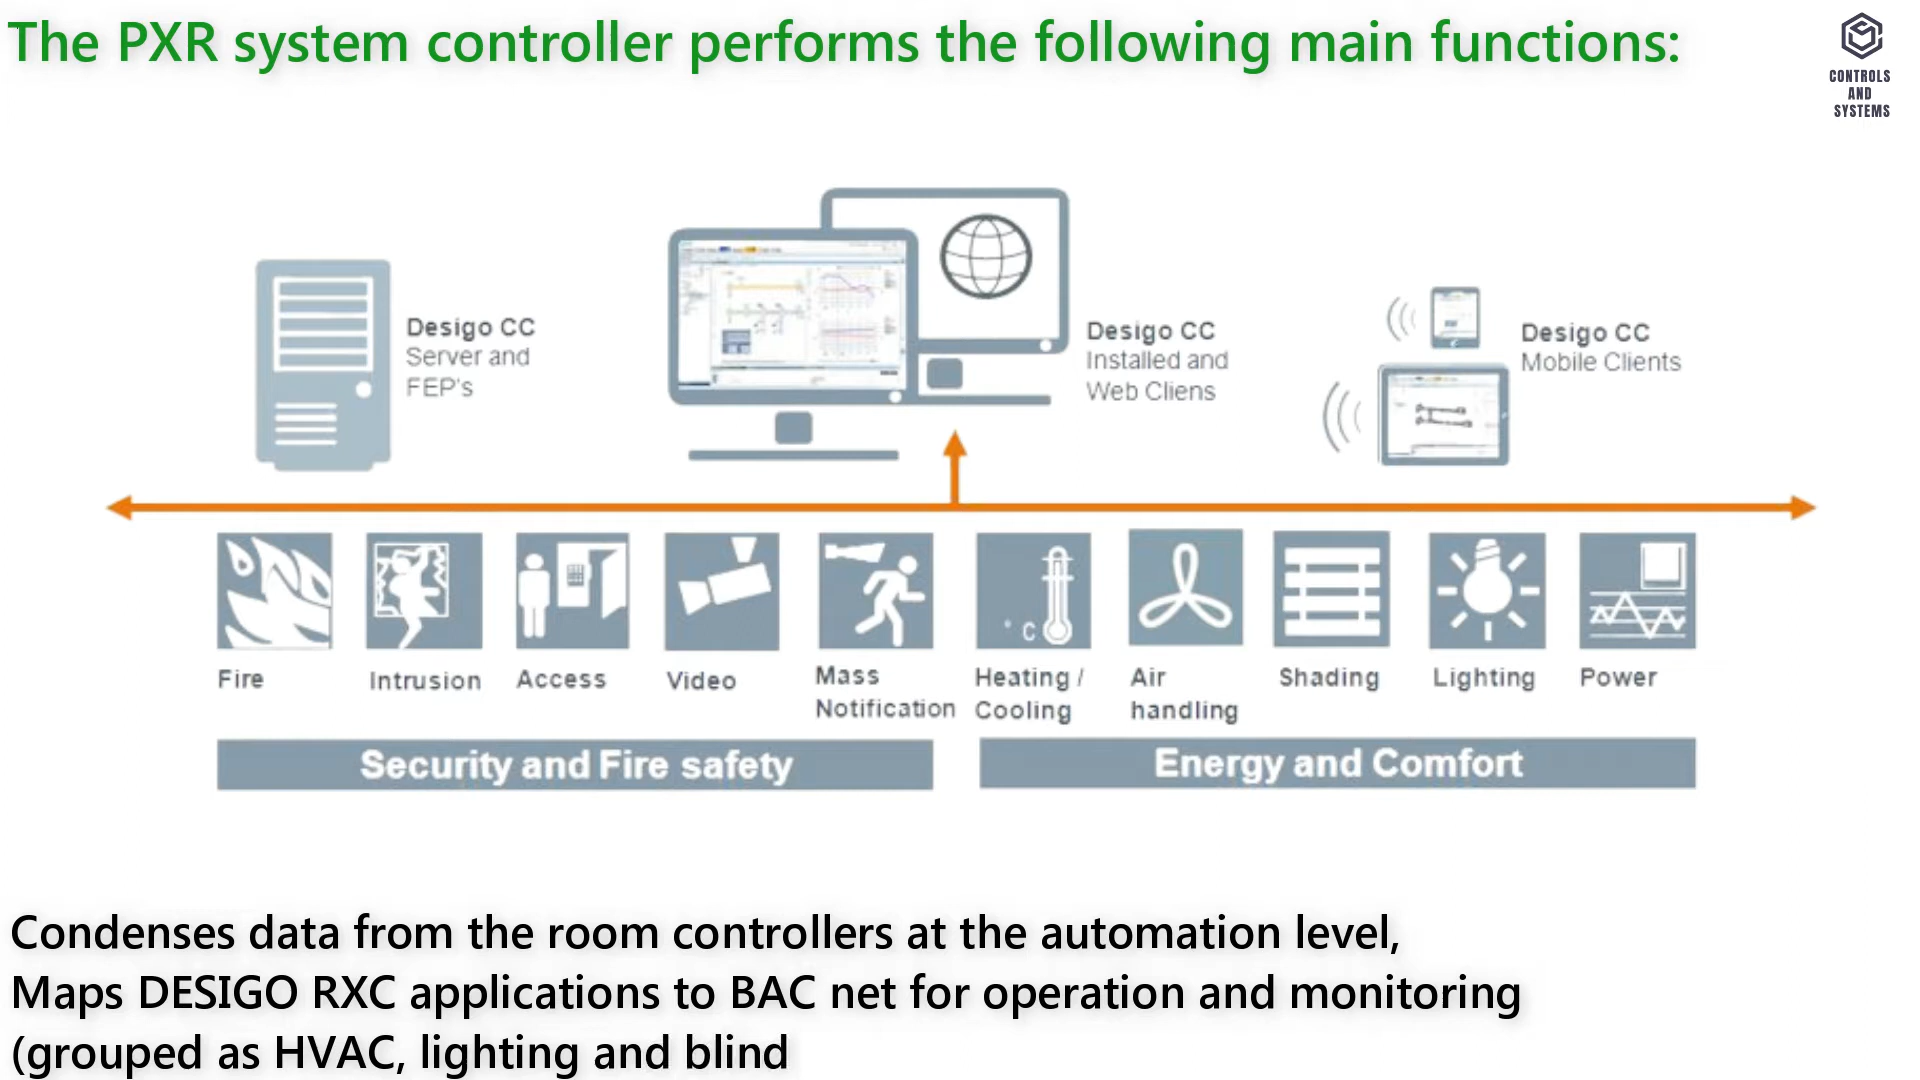 The PXR system controller performs the following main functions:
CONTROLS
AND
SYSTEMS
Desigo CC
Server and
FEP's
Desigo CC
Installed and
Web Cliens
Desigo CC
Mobile Clients
° C
Fire
Intrusion
Access
Video
Mass
Notification
Heating /
Cooling
Air
handling
Shading
Lighting
Power
Security and Fire safety
Energy and Comfort
Condenses data from the room controllers at the automation level,
Maps DESIGO RXC applications to BAC net for operation and monitoring
(grouped as HVAC, lighting and blind